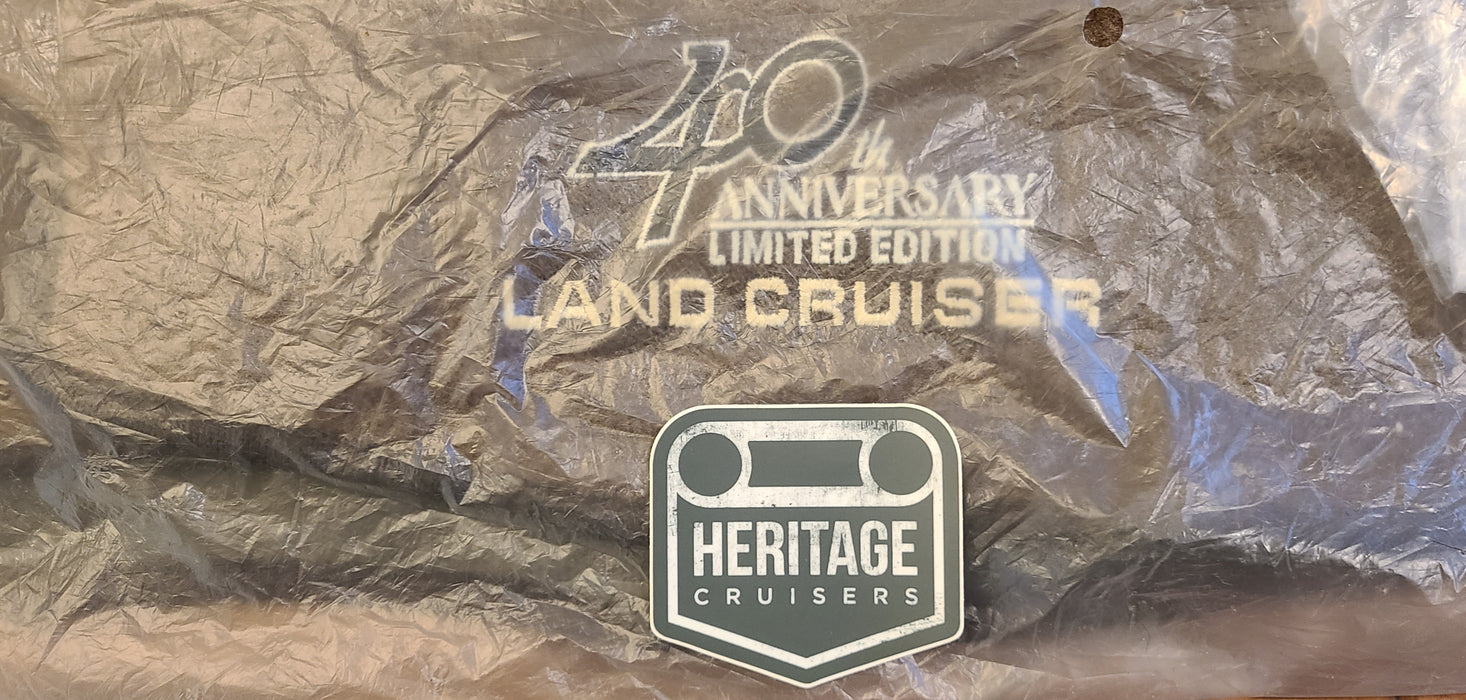 40th
ANNIVERSARY
LIMITED EDITION
LAND CRUISER
HERITAGE
CRUISERS